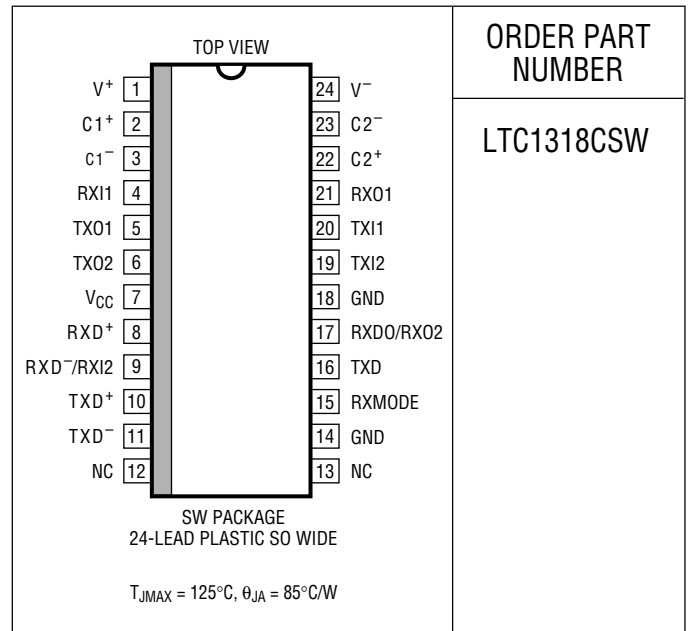 TOP VIEW
V⁺ 1
C1⁺ 2
C1⁻ 3
RXI1 4
TXO1 5
TXO2 6
V_CC 7
RXD⁺ 8
RXD⁻/RXI2 9
TXD⁺ 10
TXD⁻ 11
NC 12
24 V⁻
23 C2⁻
22 C2⁺
21 RXO1
20 TXI1
19 TXI2
18 GND
17 RXDO/RXO2
16 TXD
15 RXMODE
14 GND
13 NC
SW PACKAGE
24-LEAD PLASTIC SO WIDE
T_JMAX = 125°C, θ_JA = 85°C/W
ORDER PART
NUMBER
LTC1318CSW